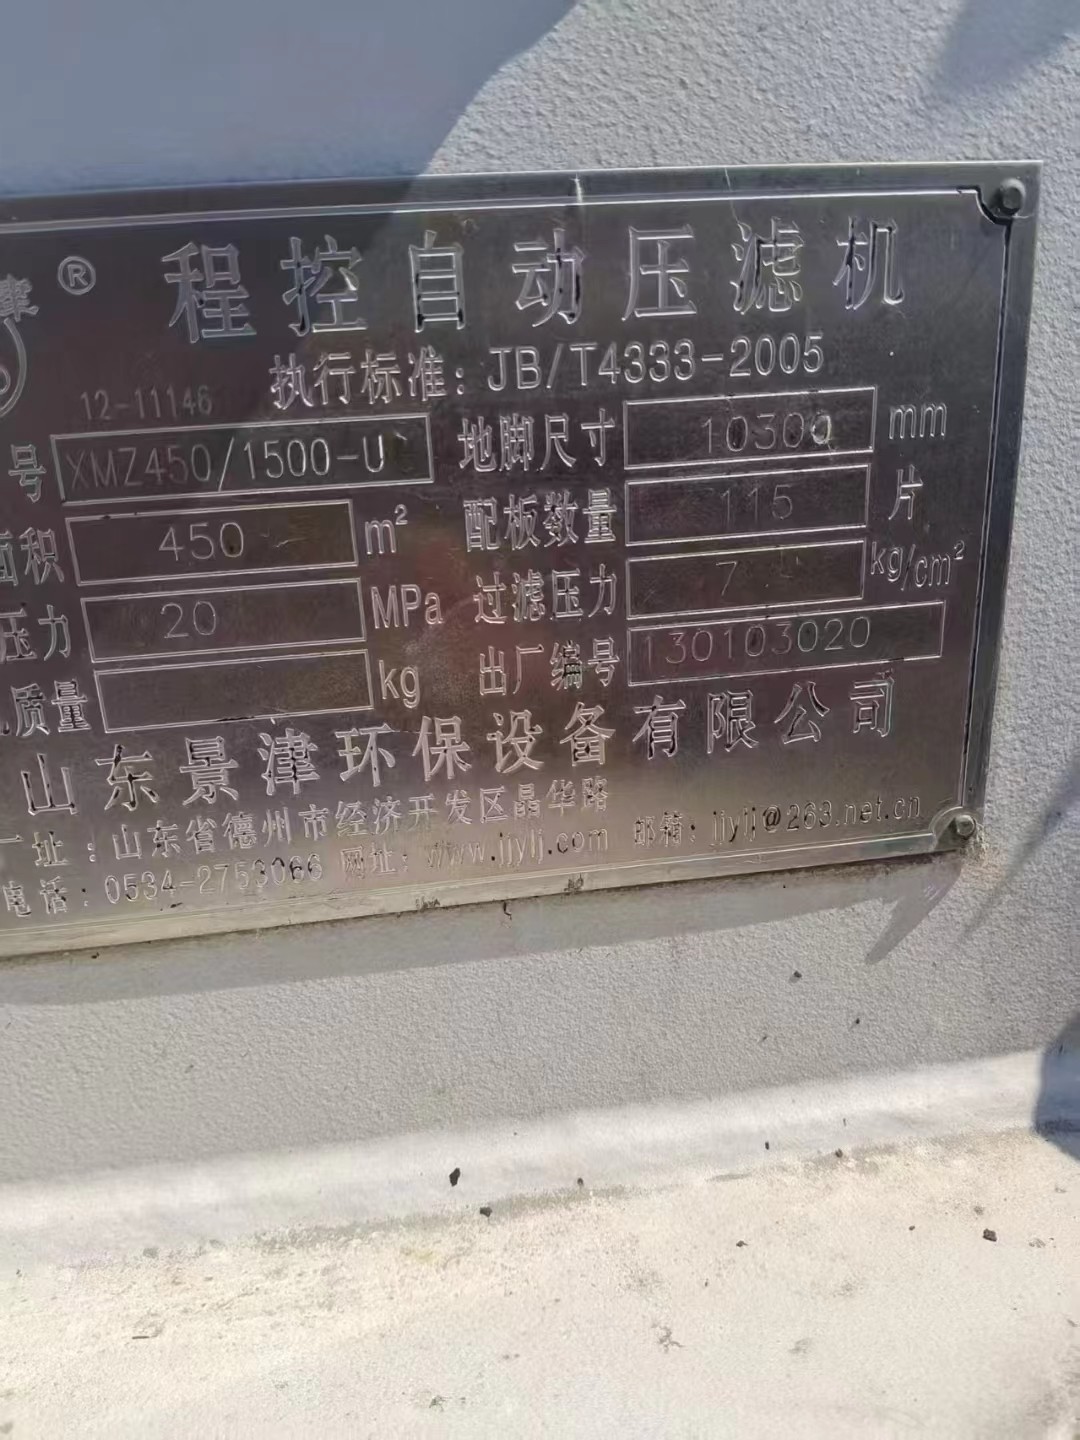 津® 程控自动压滤机
执行标准: JB/T4333-2005
12-11146
号 XMZ450/1500-U 地脚尺寸 10300 mm
面积 450 m² 配板数量 115 片
压力 20 MPa 过滤压力 7 kg/cm²
质量 kg 出厂编号 130103020
山东景津环保设备有限公司
厂址: 山东省德州市经济开发区晶华路
电话: 0534-2753066 网址: www.jjylj.com 邮箱: jjylj@263.net.cn